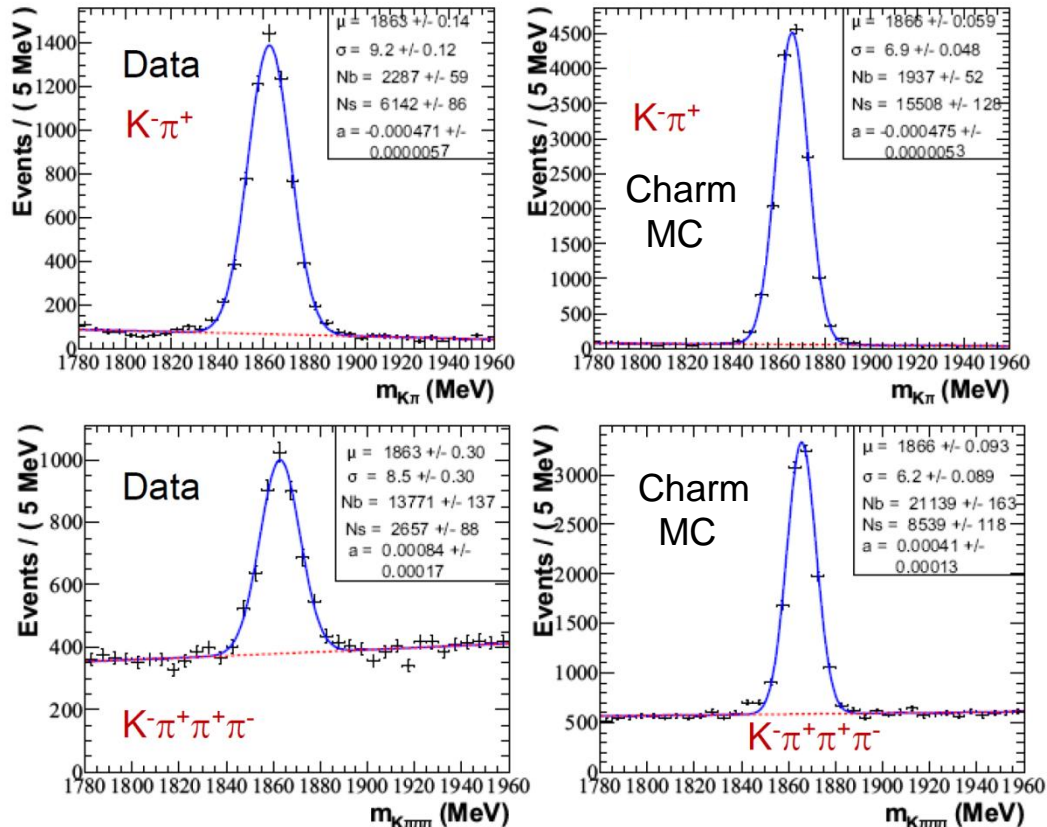 Events / ( 5 MeV )
1400
1200
1000
800
600
400
200
0
Data
K-π+
μ = 1863 +/- 0.14
σ = 9.2 +/- 0.12
Nb = 2287 +/- 59
Ns = 6142 +/- 86
a = -0.000471 +/-
0.0000057
1780 1800 1820 1840 1860 1880 1900 1920 1940 1960
mKπ (MeV)
Events / ( 5 MeV )
4500
4000
3500
3000
2500
2000
1500
1000
500
0
K-π+
Charm
MC
μ = 1866 +/- 0.059
σ = 6.9 +/- 0.048
Nb = 1937 +/- 52
Ns = 15508 +/- 128
a = -0.000475 +/-
0.0000053
1780 1800 1820 1840 1860 1880 1900 1920 1940 1960
mKπ (MeV)
Events / ( 5 MeV )
1000
800
600
400
200
0
Data
μ = 1863 +/- 0.30
σ = 8.5 +/- 0.30
Nb = 13771 +/- 137
Ns = 2657 +/- 88
a = 0.00084 +/-
0.00017
K-π+π+π-
1780 1800 1820 1840 1860 1880 1900 1920 1940 1960
mKπππ (MeV)
Events / ( 5 MeV )
3000
2500
2000
1500
1000
500
0
Charm
MC
μ = 1866 +/- 0.093
σ = 6.2 +/- 0.089
Nb = 21139 +/- 163
Ns = 8539 +/- 118
a = 0.00041 +/-
0.00013
K-π+π+π-
1780 1800 1820 1840 1860 1880 1900 1920 1940 1960
mKπππ (MeV)